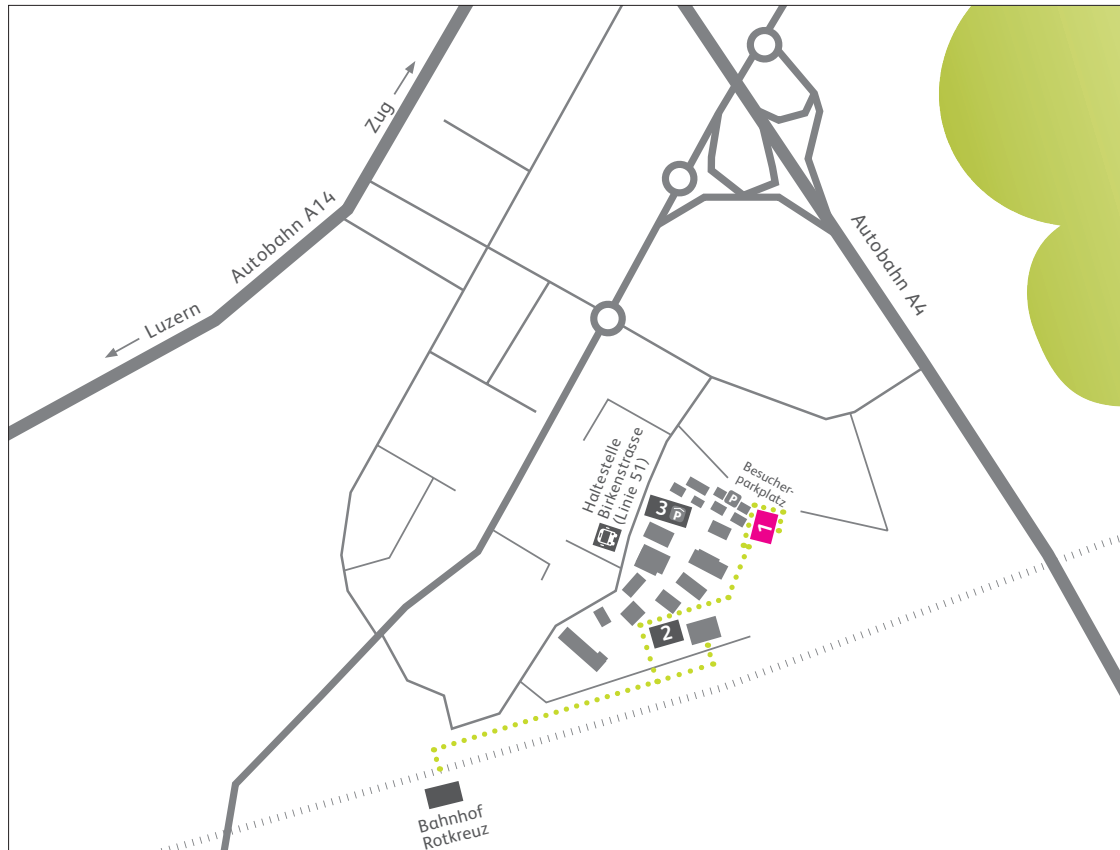 Zug
Autobahn A14
Luzern
Autobahn A4
Haltestelle
Birkenstrasse
(Linie 51)
Besucher-
parkplatz
P
3 P
1
2
Bahnhof
Rotkreuz